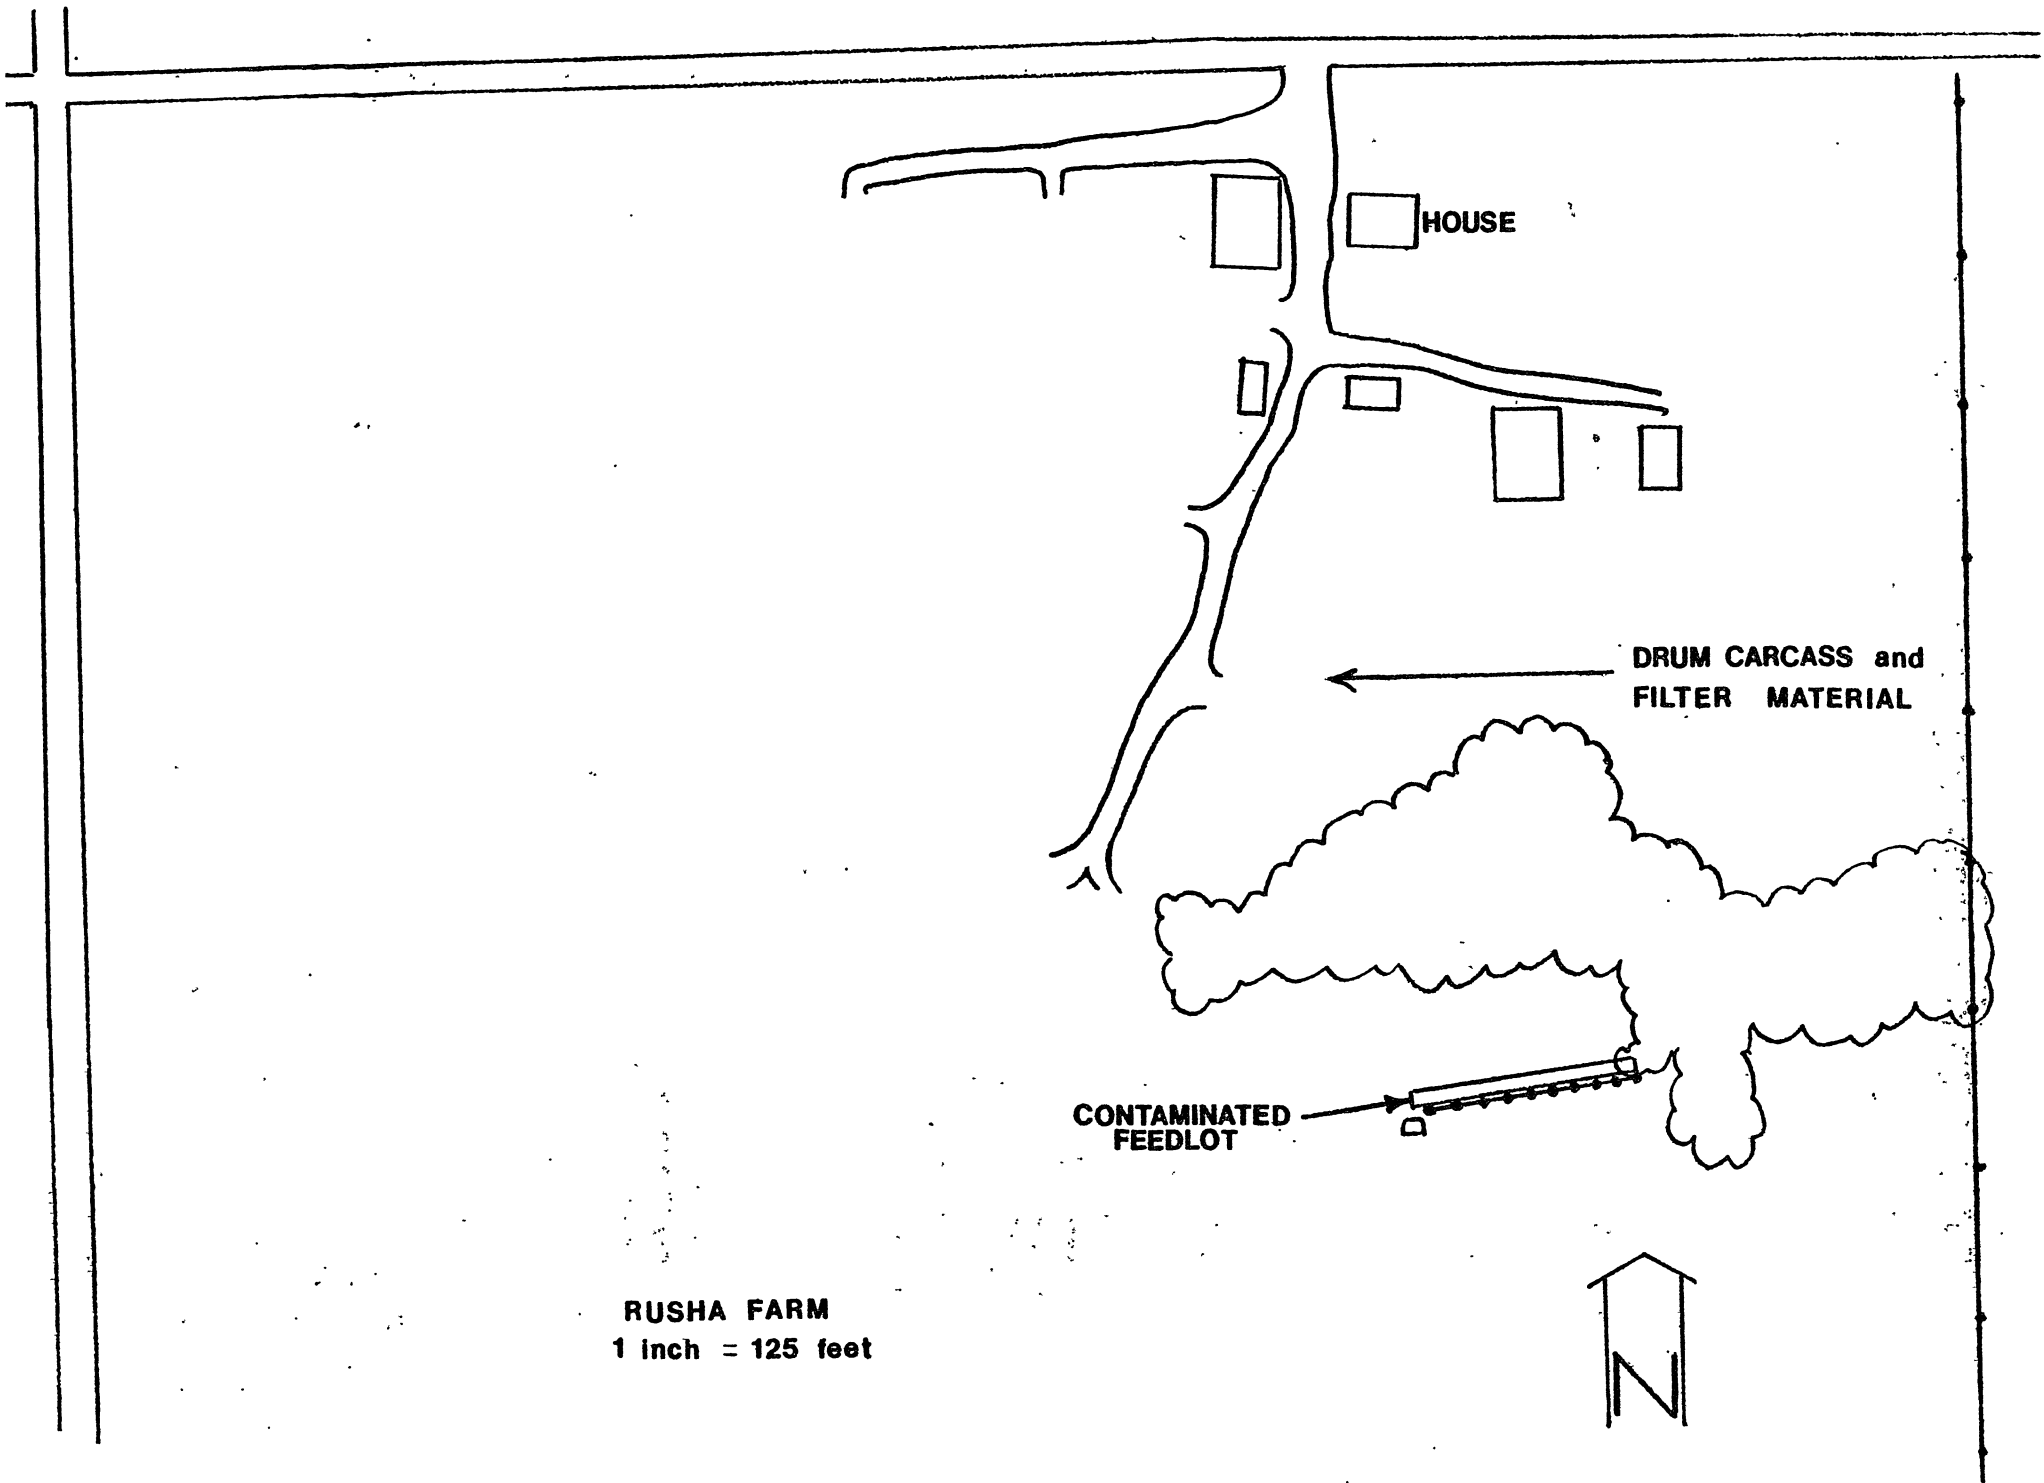 HOUSE
DRUM CARCASS and
FILTER MATERIAL
CONTAMINATED
FEEDLOT
RUSHA FARM
1 inch = 125 feet
N